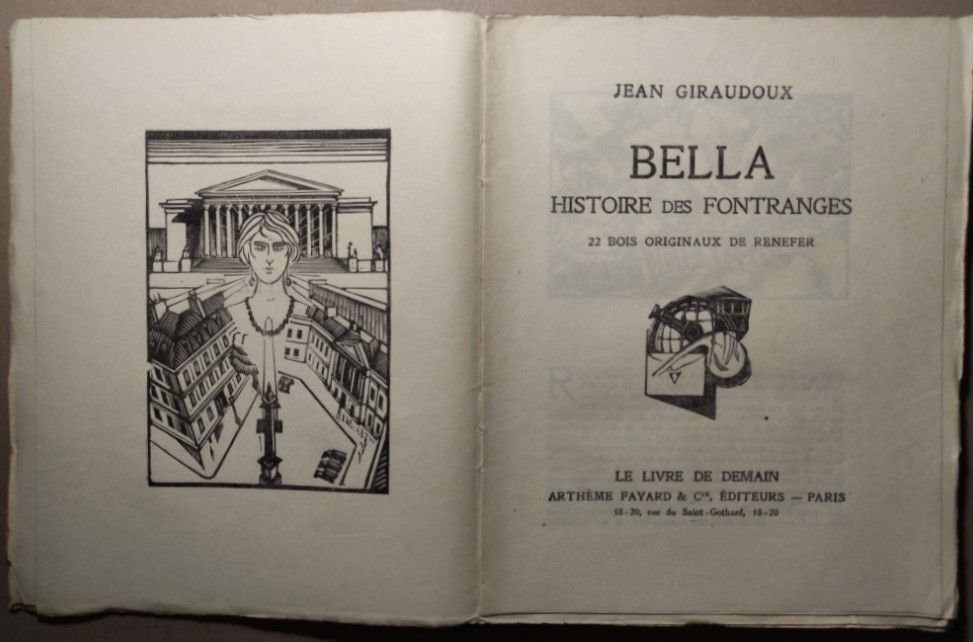 JEAN GIRAUDOUX
BELLA
HISTOIRE DES FONTRANGES
22 BOIS ORIGINAUX DE RENEFER
LE LIVRE DE DEMAIN
ARTHÈME FAYARD & Cie, ÉDITEURS — PARIS
18-20, rue du Saint-Gothard, 18-20